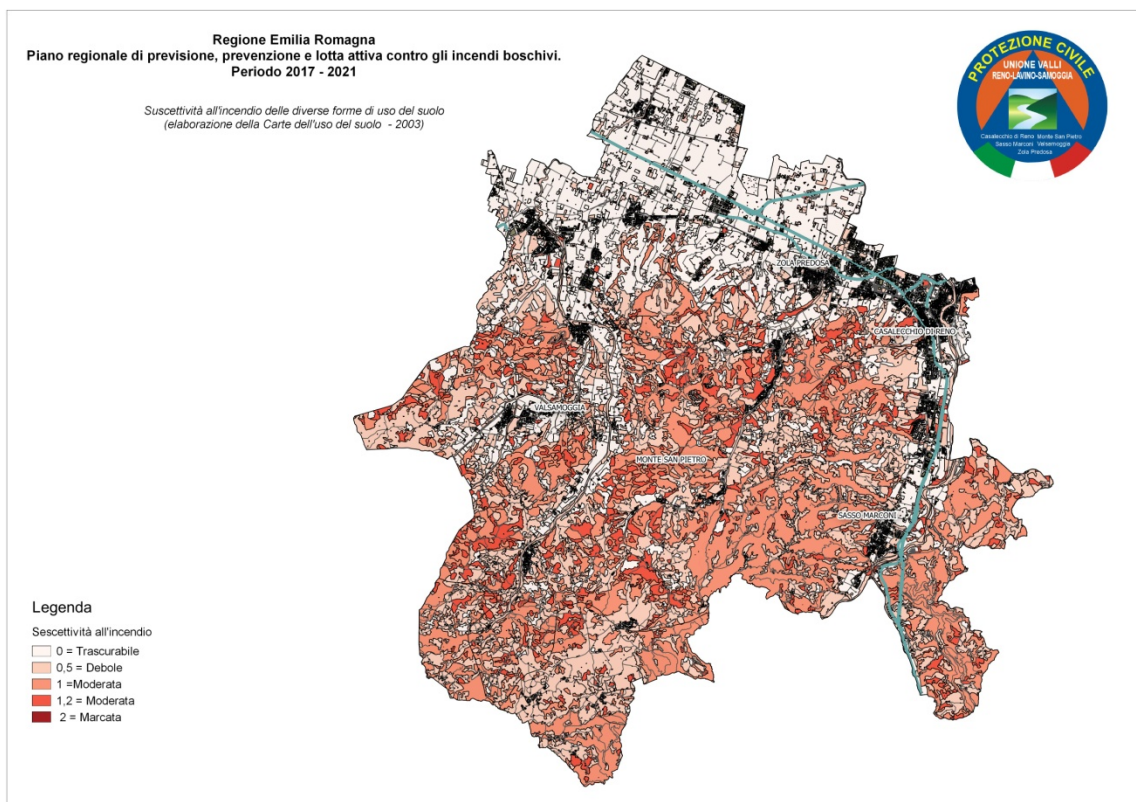 Regione Emilia Romagna
Piano regionale di previsione, prevenzione e lotta attiva contro gli incendi boschivi.
Periodo 2017 - 2021
Suscettività all'incendio delle diverse forme di uso del suolo
(elaborazione della Carte dell'uso del suolo - 2003)
PROTEZIONE CIVILE
UNIONE VALLI
RENO-LAVINO-SAMOGGIA
Casalecchio di Reno Monte San Pietro
Sasso Marconi Valsamoggia
Zola Predosa
ZOLA PREDOSA
CASALECCHIO DI RENO
VALSAMOGGIA
MONTE SAN PIETRO
SASSO MARCONI
Legenda
Sescettività all'incendio
0 = Trascurabile
0,5 = Debole
1 =Moderata
1,2 = Moderata
2 = Marcata